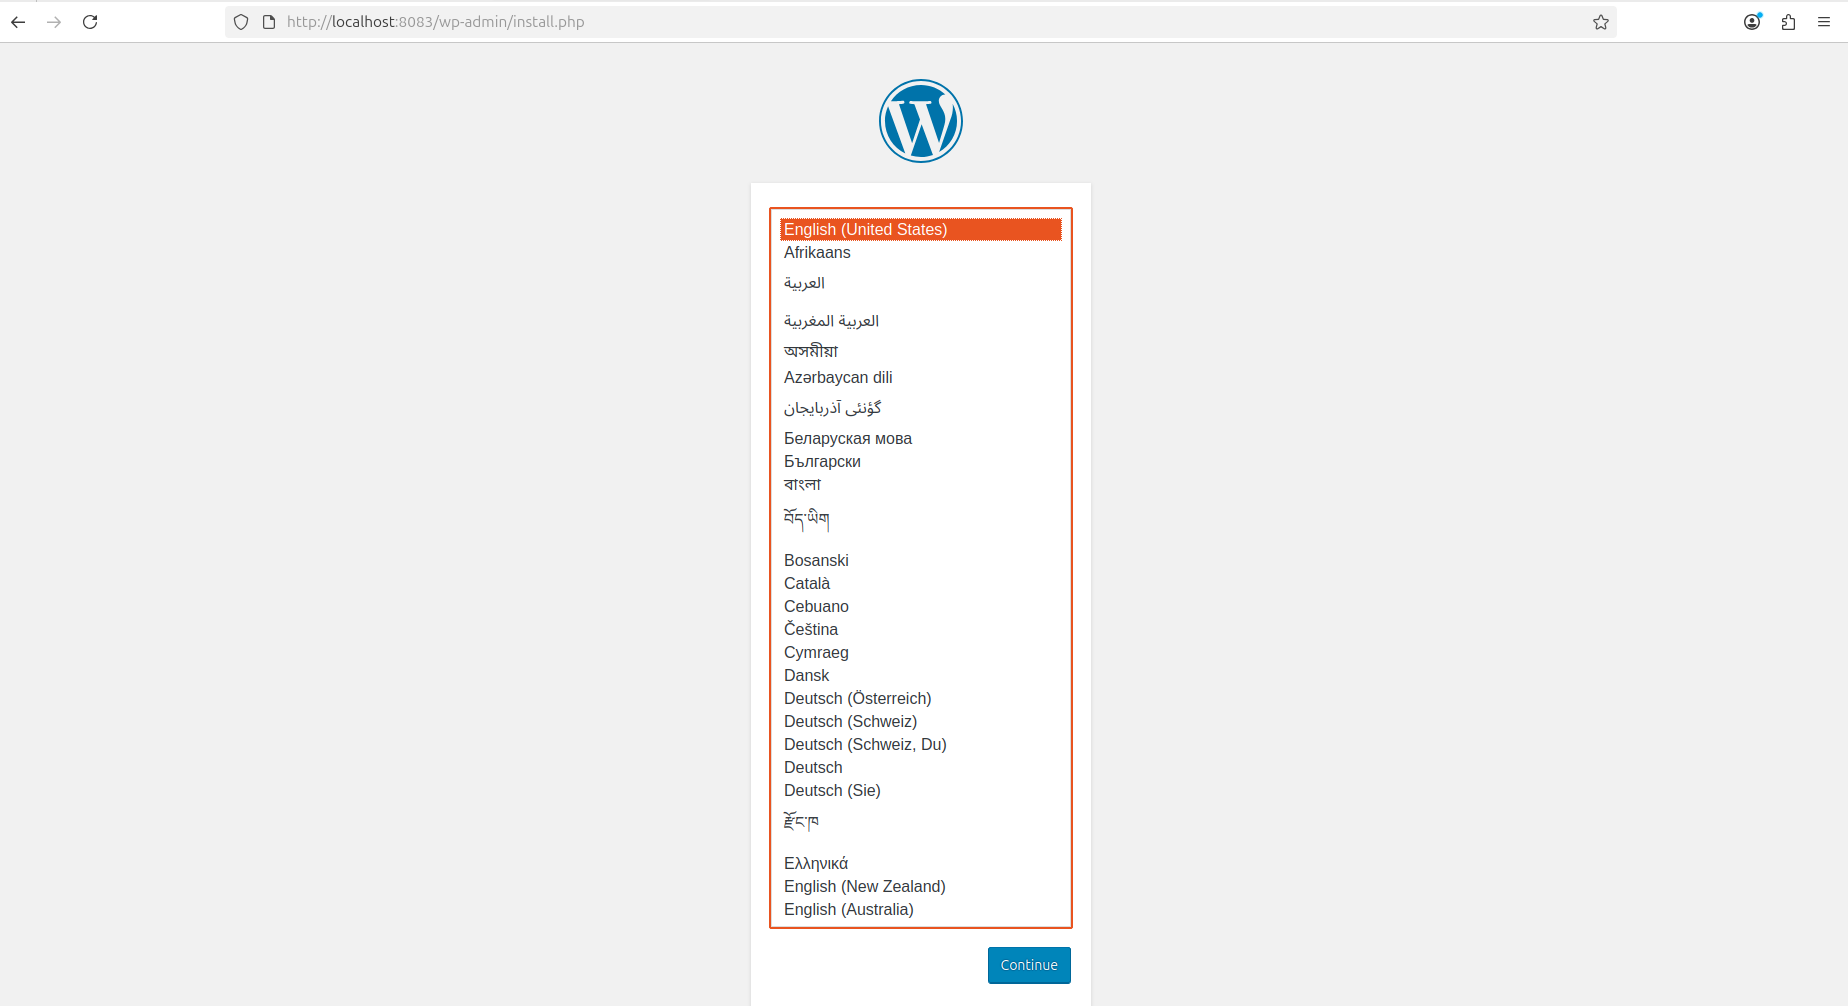 http://localhost:8083/wp-admin/install.php
English (United States)
Afrikaans
العربية
العربية المغربية
অসমীয়া
Azərbaycan dili
گؤنئی آذربایجان
Беларуская мова
Български
বাংলা
བོད་ཡིག
Bosanski
Català
Cebuano
Čeština
Cymraeg
Dansk
Deutsch (Österreich)
Deutsch (Schweiz)
Deutsch (Schweiz, Du)
Deutsch
Deutsch (Sie)
རྫོང་ཁ
Ελληνικά
English (New Zealand)
English (Australia)
Continue